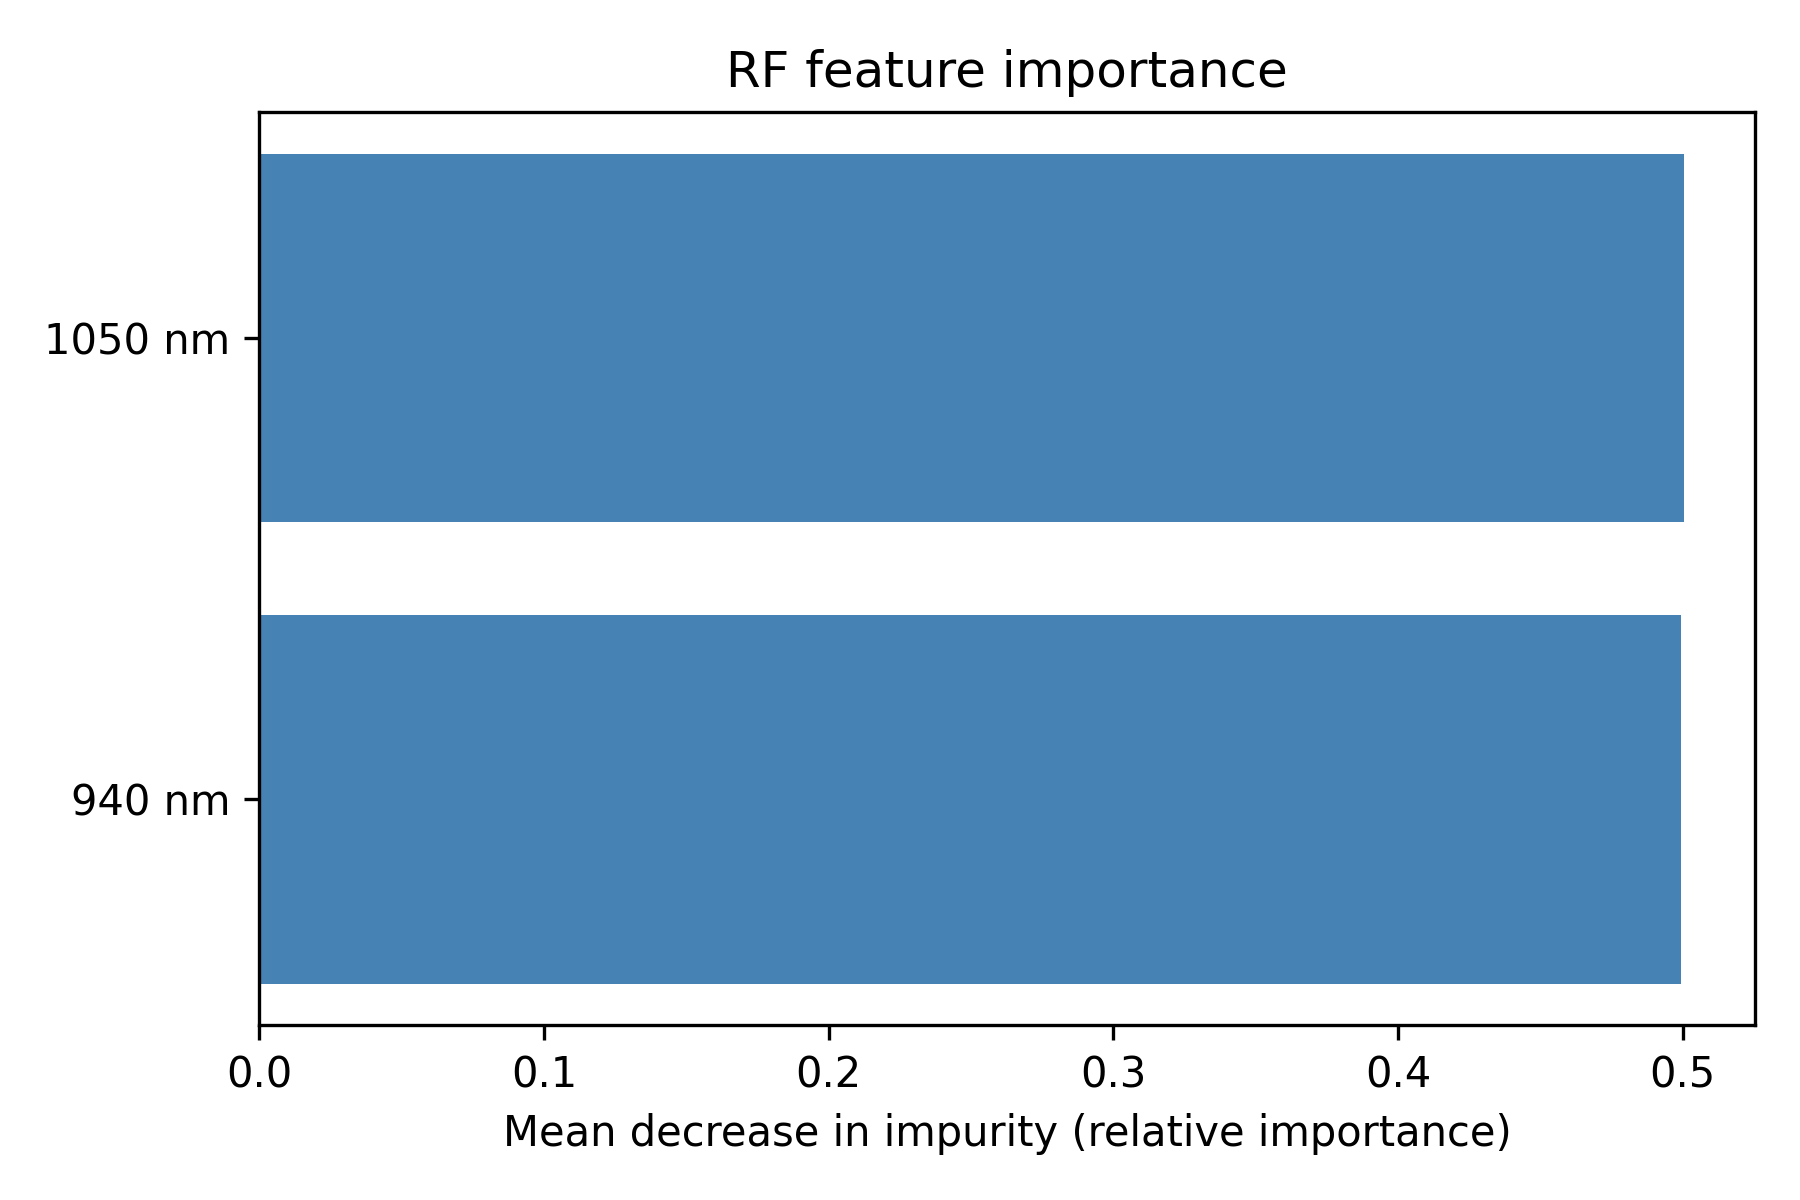 RF feature importance
1050 nm
940 nm
0.0 0.1 0.2 0.3 0.4 0.5
Mean decrease in impurity (relative importance)